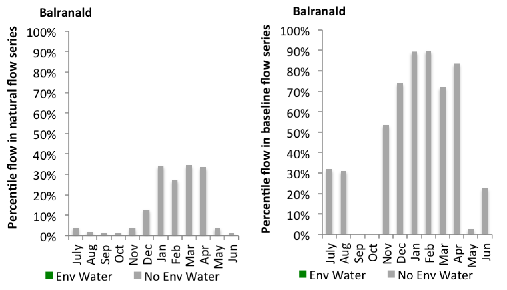 Balranald
Percentile flow in natural flow series
100%
90%
80%
70%
60%
50%
40%
30%
20%
10%
0%
July Aug Sep Oct Nov Dec Jan Feb Mar Apr May Jun
Env Water No Env Water
Balranald
Percentile flow in baseline flow series
100%
90%
80%
70%
60%
50%
40%
30%
20%
10%
0%
July Aug Sep Oct Nov Dec Jan Feb Mar Apr May Jun
Env Water No Env Water